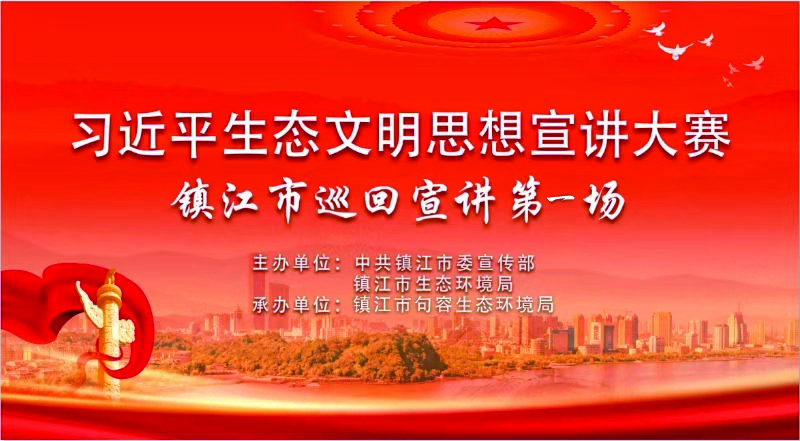 习近平生态文明思想宣讲大赛
镇江市巡回宣讲第一场
主办单位：中共镇江市委宣传部
镇江市生态环境局
承办单位：镇江市句容生态环境局